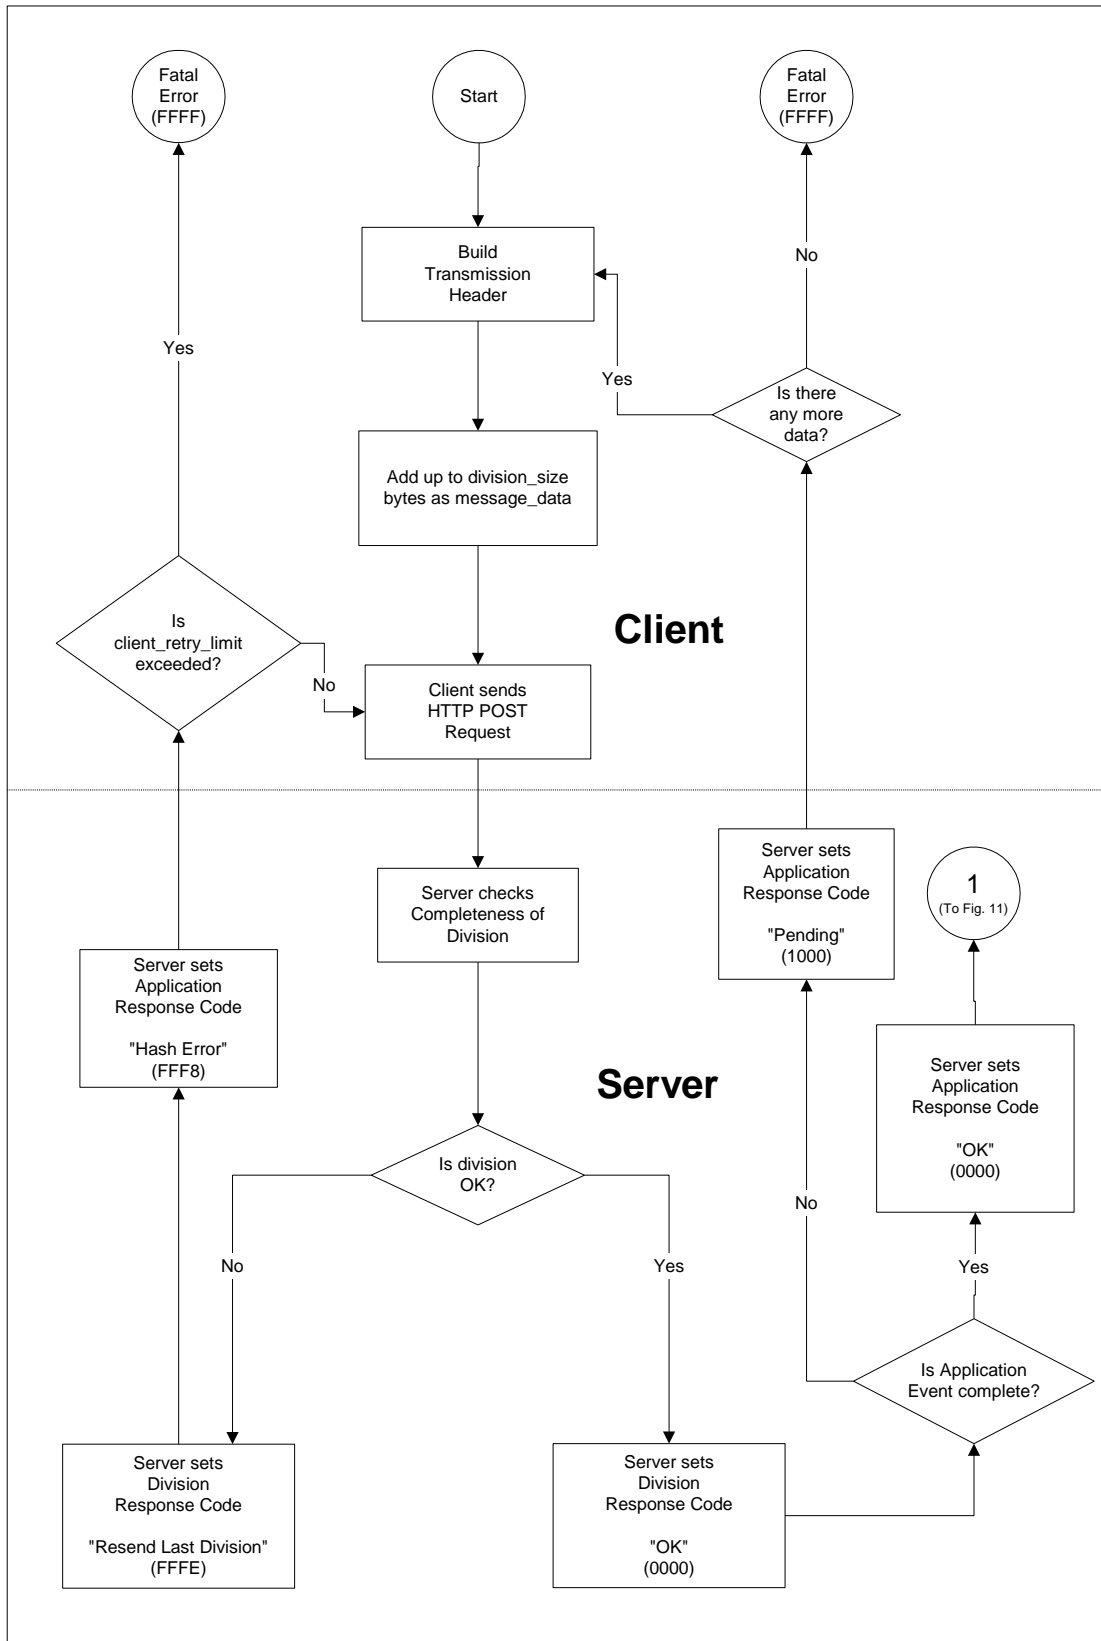 Fatal
Error
(FFFF)
Start
Fatal
Error
(FFFF)
Build
Transmission
Header
No
Yes
Yes
Is there
any more
data?
Add up to division_size
bytes as message_data
Is
client_retry_limit
exceeded?
Client
No
Client sends
HTTP POST
Request
Server sets
Application
Response Code
"Pending"
(1000)
1
(To Fig. 11)
Server checks
Completeness of
Division
Server sets
Application
Response Code
"Hash Error"
(FFF8)
Server
Server sets
Application
Response Code
"OK"
(0000)
Is division
OK?
No
No
Yes
Yes
Is Application
Event complete?
Server sets
Division
Response Code
"Resend Last Division"
(FFFE)
Server sets
Division
Response Code
"OK"
(0000)